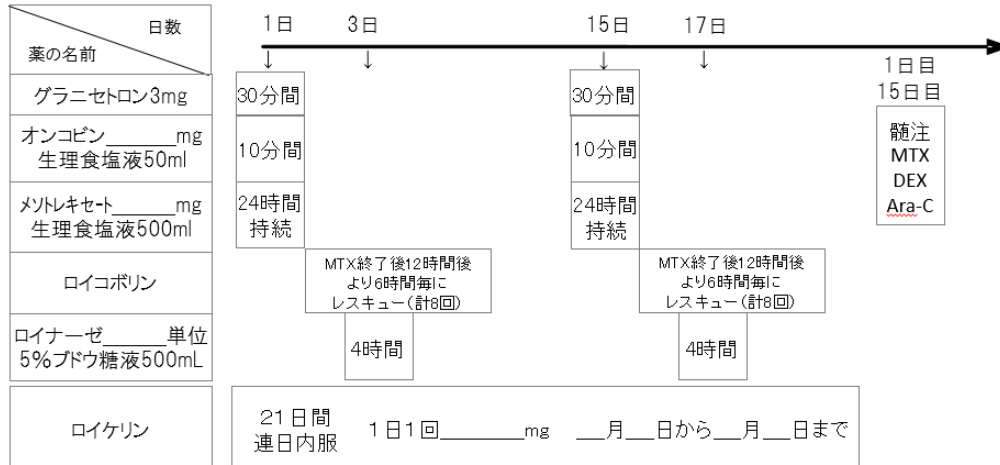 日数
薬の名前
1日
3日
15日
17日
↓
↓
↓
↓
1日目
15日目
グラニセトロン3mg
30分間
30分間
オンコビン______mg
生理食塩液50ml
10分間
10分間
髄注
MTX
DEX
Ara-C
メソトレキセート______mg
生理食塩液500ml
24時間
持続
24時間
持続
ロイコボリン
MTX終了後12時間後
より6時間毎に
レスキュー(計8回)
MTX終了後12時間後
より6時間毎に
レスキュー(計8回)
ロイナーゼ______単位
5%ブドウ糖液500mL
4時間
4時間
ロイケリン
21日間
連日内服
1日1回________mg ___月___日から___月___日まで